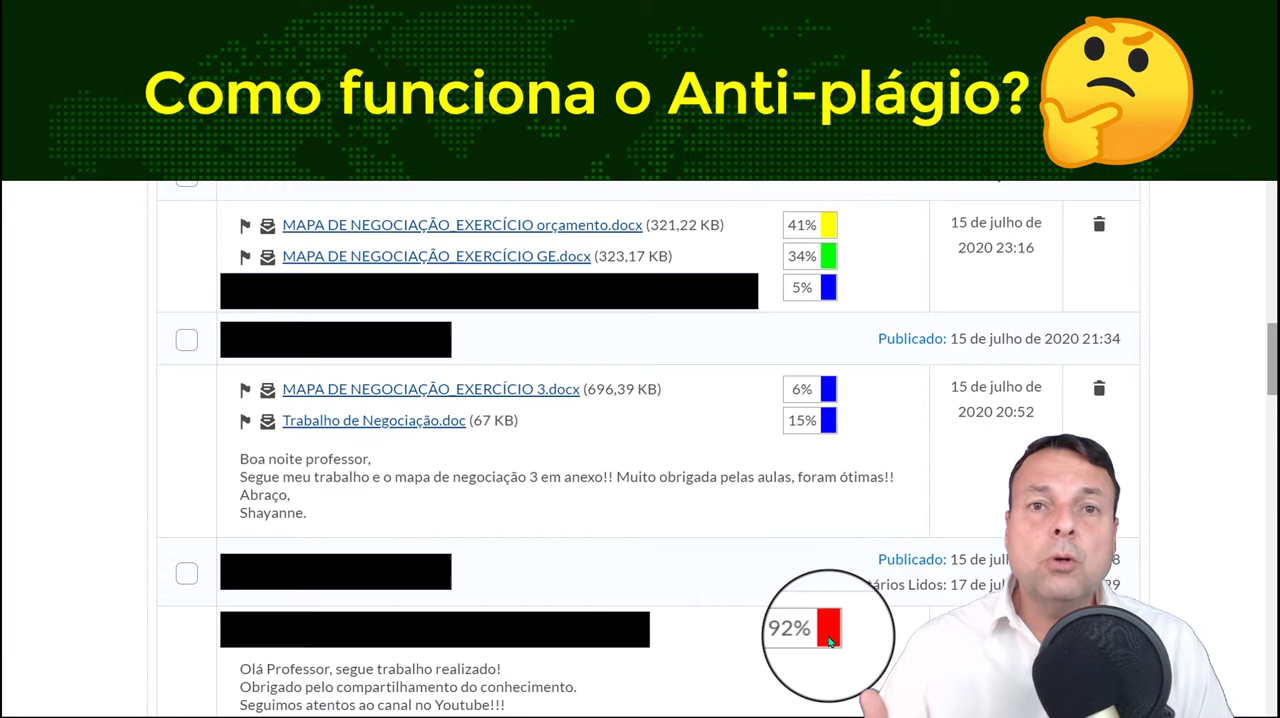 Como funciona o Anti-plágio?
MAPA DE NEGOCIAÇÃO_EXERCÍCIO orçamento.docx (321,22 KB) 41% 15 de julho de
2020 23:16
MAPA DE NEGOCIAÇÃO_EXERCÍCIO GE.docx (323,17 KB) 34%
5%
Publicado: 15 de julho de 2020 21:34
MAPA DE NEGOCIAÇÃO_EXERCÍCIO 3.docx (696,39 KB) 6% 15 de julho de
2020 20:52
Trabalho de Negociação.doc (67 KB) 15%
Boa noite professor,
Segue meu trabalho e o mapa de negociação 3 em anexo!! Muito obrigada pelas aulas, foram ótimas!!
Abraço,
Shayanne.
Publicado: 15 de
Lidos: 17 de
92%
Olá Professor, segue trabalho realizado!
Obrigado pelo compartilhamento do conhecimento.
Seguimos atentos ao canal no Youtube!!!